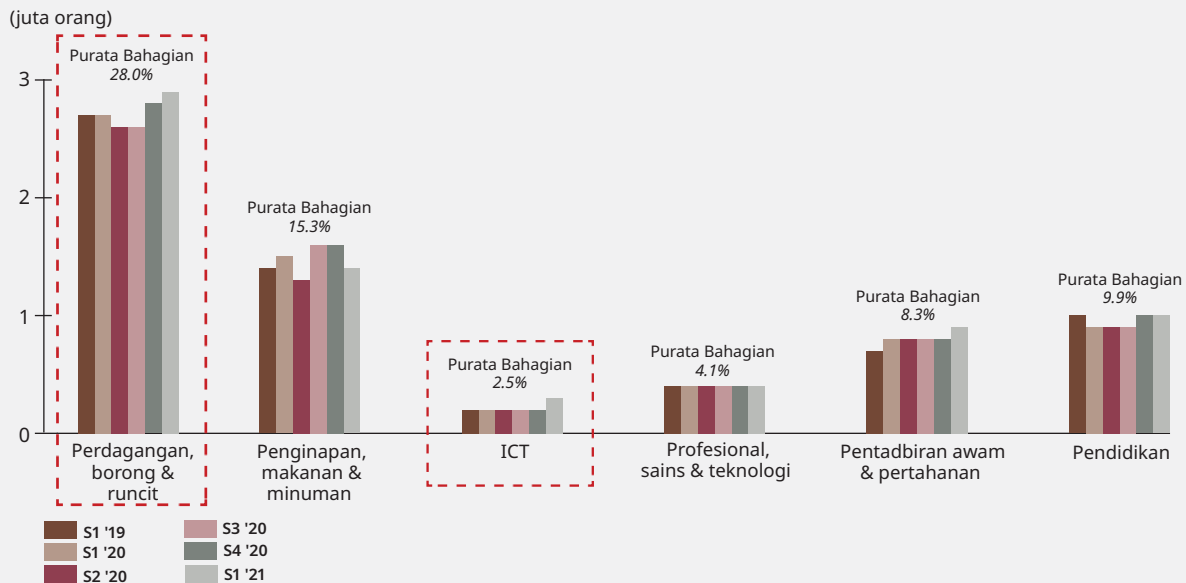 (juta orang)
Purata Bahagian
28.0%
3
Purata Bahagian
15.3%
2
Purata Bahagian
9.9%
Purata Bahagian
8.3%
1
Purata Bahagian
4.1%
Purata Bahagian
2.5%
0
Perdagangan,
borong &
runcit
Penginapan,
makanan &
minuman
ICT
Profesional,
sains & teknologi
Pentadbiran awam
& pertahanan
Pendidikan
S1 '19
S1 '20
S2 '20
S3 '20
S4 '20
S1 '21